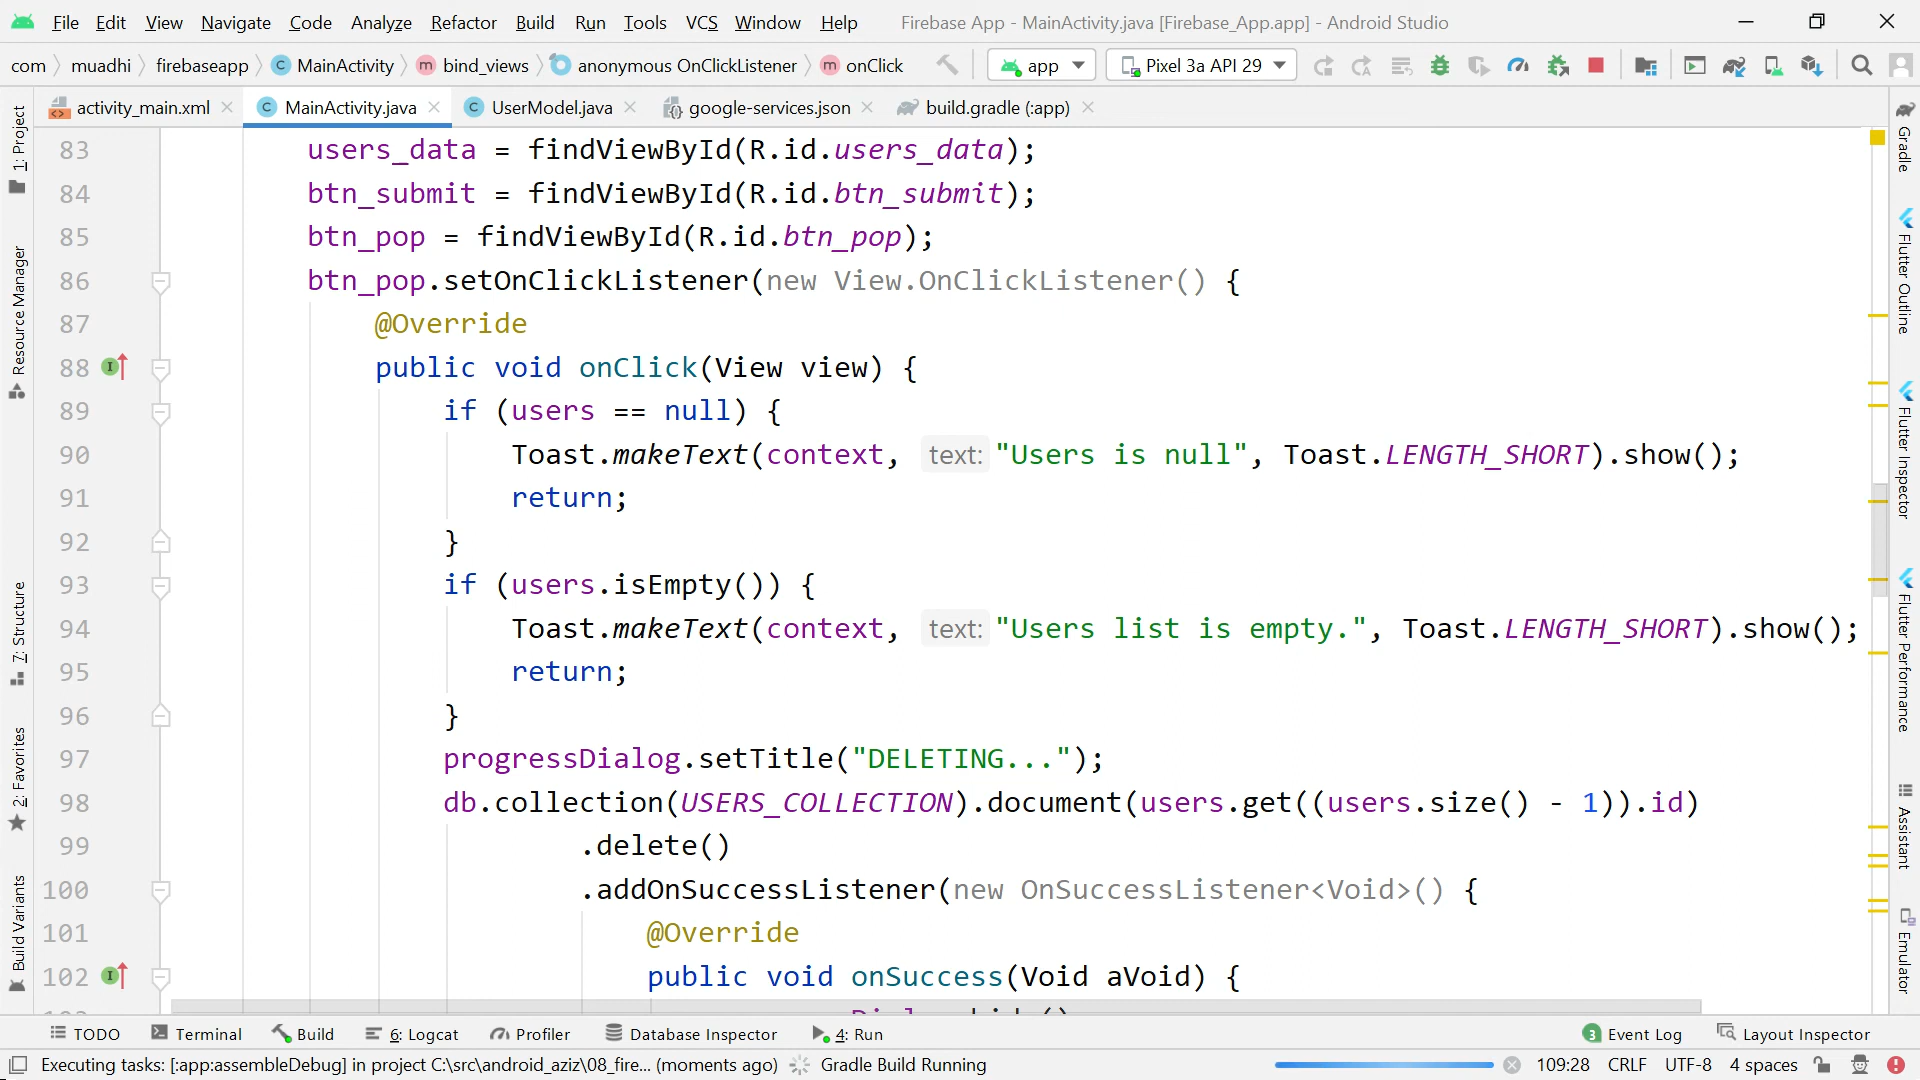 File Edit View Navigate Code Analyze Refactor Build Run Tools VCS Window Help Firebase App - MainActivity.java [Firebase_App.app] - Android Studio
com muadhi firebaseapp MainActivity bind_views anonymous OnClickListener onClick app Pixel 3a API 29
activity_main.xml MainActivity.java UserModel.java google-services.json build.gradle (:app)
1: Project
Resource Manager
7: Structure
2: Favorites
Build Variants
83 users_data = findViewById(R.id.users_data);
84 btn_submit = findViewById(R.id.btn_submit);
85 btn_pop = findViewById(R.id.btn_pop);
86 btn_pop.setOnClickListener(new View.OnClickListener() {
87 @Override
88 public void onClick(View view) {
89 if (users == null) {
90 Toast.makeText(context, text: "Users is null", Toast.LENGTH_SHORT).show();
91 return;
92 }
93 if (users.isEmpty()) {
94 Toast.makeText(context, text: "Users list is empty.", Toast.LENGTH_SHORT).show();
95 return;
96 }
97 progressDialog.setTitle("DELETING...");
98 db.collection(USERS_COLLECTION).document(users.get((users.size() - 1)).id)
99 .delete()
100 .addOnSuccessListener(new OnSuccessListener<Void>() {
101 @Override
102 public void onSuccess(Void aVoid) {
Gradle
Flutter Outline
Flutter Inspector
Flutter Performance
Assistant
Emulator
TODO Terminal Build 6: Logcat Profiler Database Inspector 4: Run 3 Event Log Layout Inspector
Executing tasks: [:app:assembleDebug] in project C:\src\android_aziz\08_fire... (moments ago) Gradle Build Running 109:28 CRLF UTF-8 4 spaces